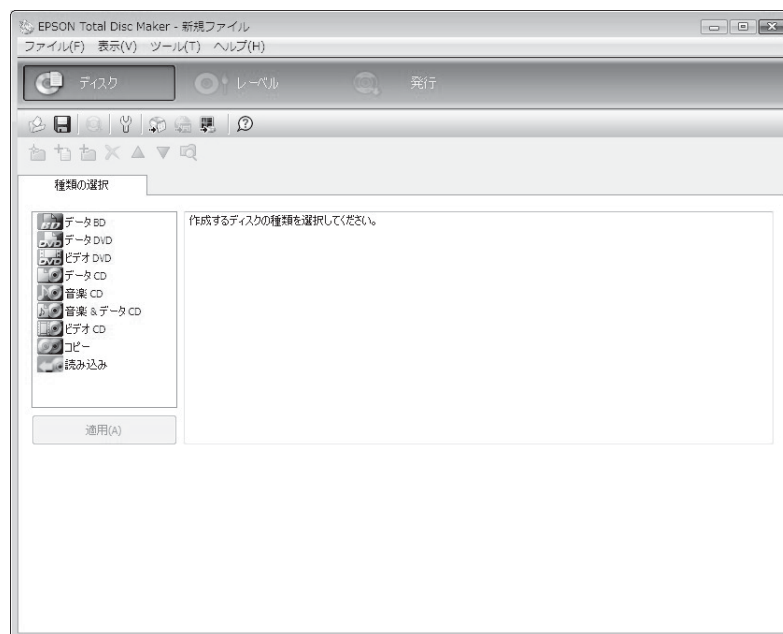 EPSON Total Disc Maker - 新規ファイル
ファイル(F) 表示(V) ツール(T) ヘルプ(H)
ディスク レーベル 発行
種類の選択
データ BD
データ DVD
ビデオ DVD
データ CD
音楽 CD
音楽 & データ CD
ビデオ CD
コピー
読み込み
適用(A)
作成するディスクの種類を選択してください。